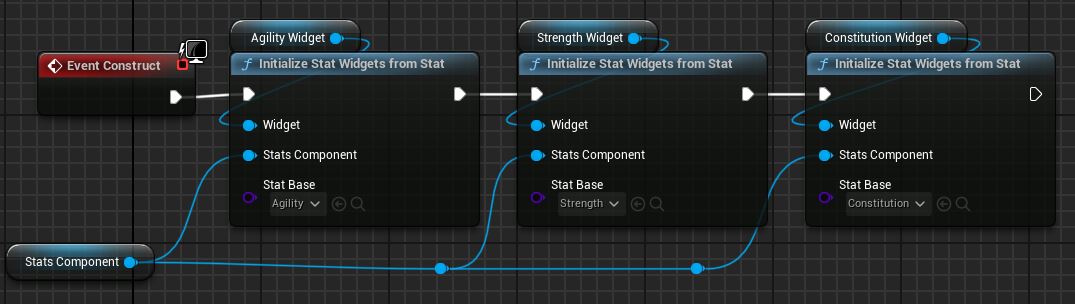 Agility Widget
Strength Widget
Constitution Widget
Event Construct
Initialize Stat Widgets from Stat
Initialize Stat Widgets from Stat
Initialize Stat Widgets from Stat
Widget
Widget
Widget
Stats Component
Stats Component
Stats Component
Stat Base
Stat Base
Stat Base
Agility
Strength
Constitution
Stats Component